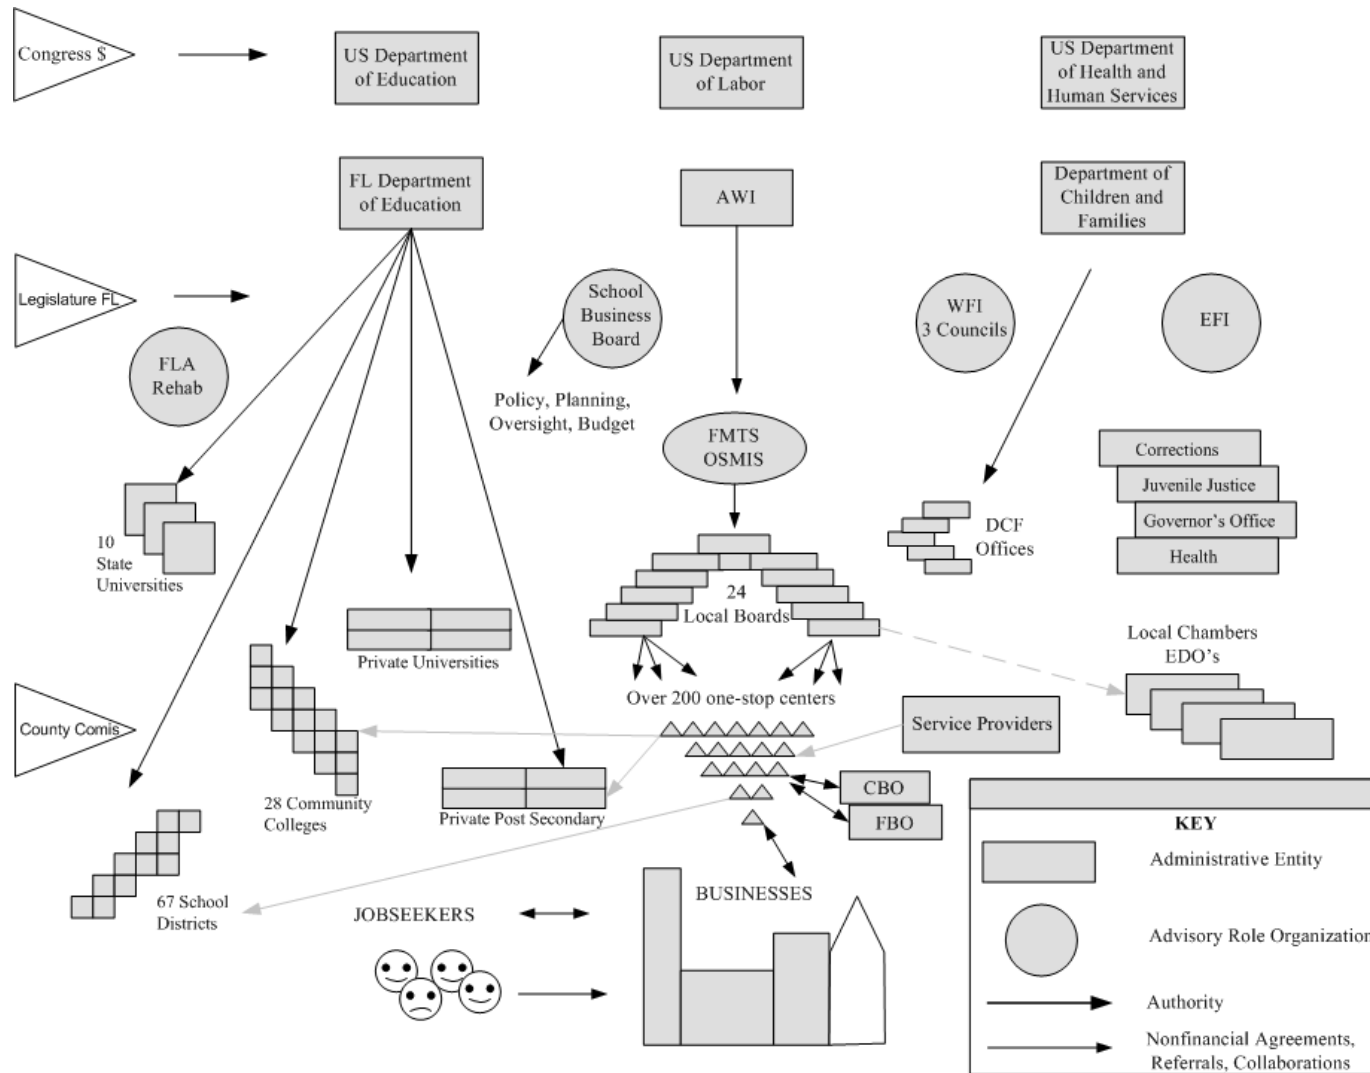 Congress $
US Department
of Education
US Department
of Labor
US Department
of Health and
Human Services
FL Department
of Education
AWI
Department of
Children and
Families
Legislature FL
FLA
Rehab
School
Business
Board
WFI
3 Councils
EFI
Policy, Planning,
Oversight, Budget
FMTS
OSMIS
Corrections
Juvenile Justice
Governor's Office
Health
10
State
Universities
DCF
Offices
24
Local Boards
Private Universities
Local Chambers
EDO's
Over 200 one-stop centers
County Comis
Service Providers
28 Community
Colleges
Private Post Secondary
CBO
FBO
67 School
Districts
JOBSEEKERS
BUSINESSES
KEY
Administrative Entity
Advisory Role Organization
Authority
Nonfinancial Agreements,
Referrals, Collaborations